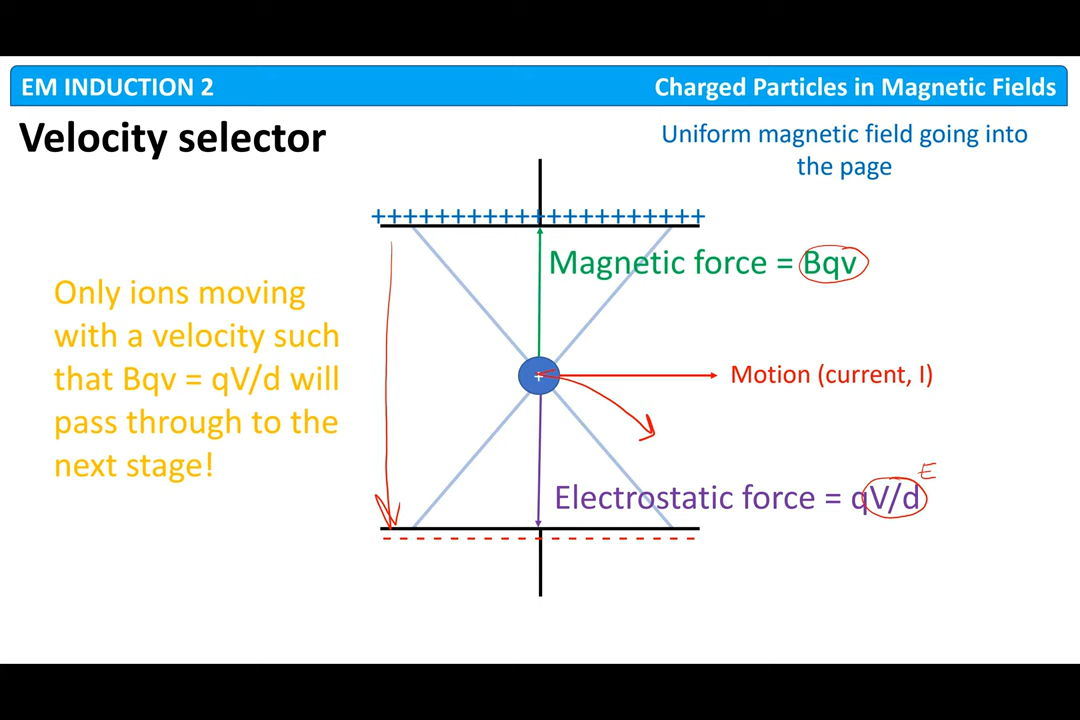 EM INDUCTION 2
Charged Particles in Magnetic Fields
Velocity selector
Uniform magnetic field going into
the page
+++++++++++++++++++++
Magnetic force = Bqv
Only ions moving
with a velocity such
that Bqv = qV/d will
pass through to the
next stage!
+
Motion (current, I)
E
Electrostatic force = qV/d
- - - - - - - - - - - - - - - - - - - - -